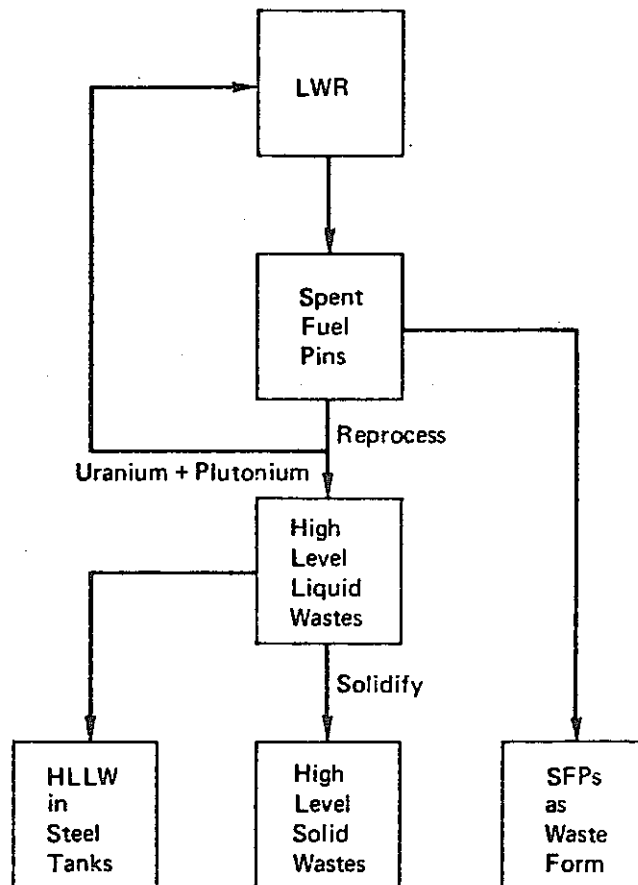 LWR
Spent
Fuel
Pins
Reprocess
Uranium + Plutonium
High
Level
Liquid
Wastes
Solidify
HLLW
in
Steel
Tanks
High
Level
Solid
Wastes
SFPs
as
Waste
Form